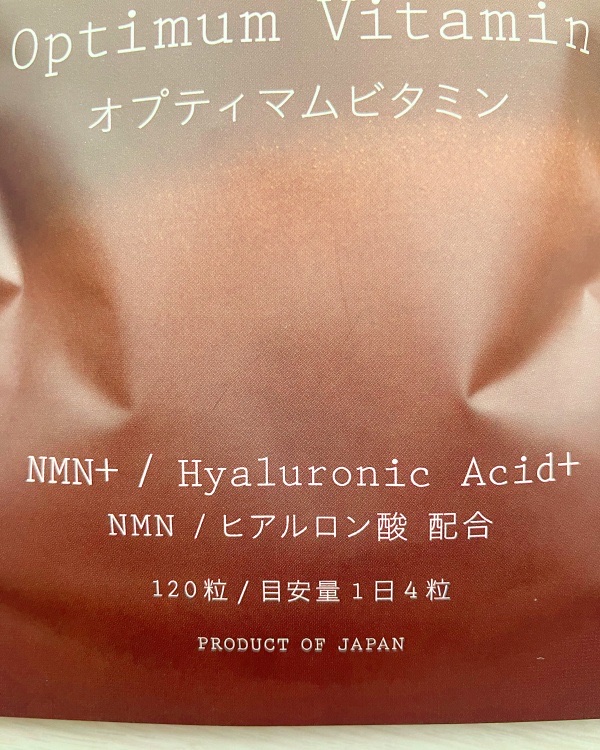 Optimum Vitamin
オプティマムビタミン
NMN+ / Hyaluronic Acid+
NMN / ヒアルロン酸 配合
120粒 / 目安量1日4粒
PRODUCT OF JAPAN